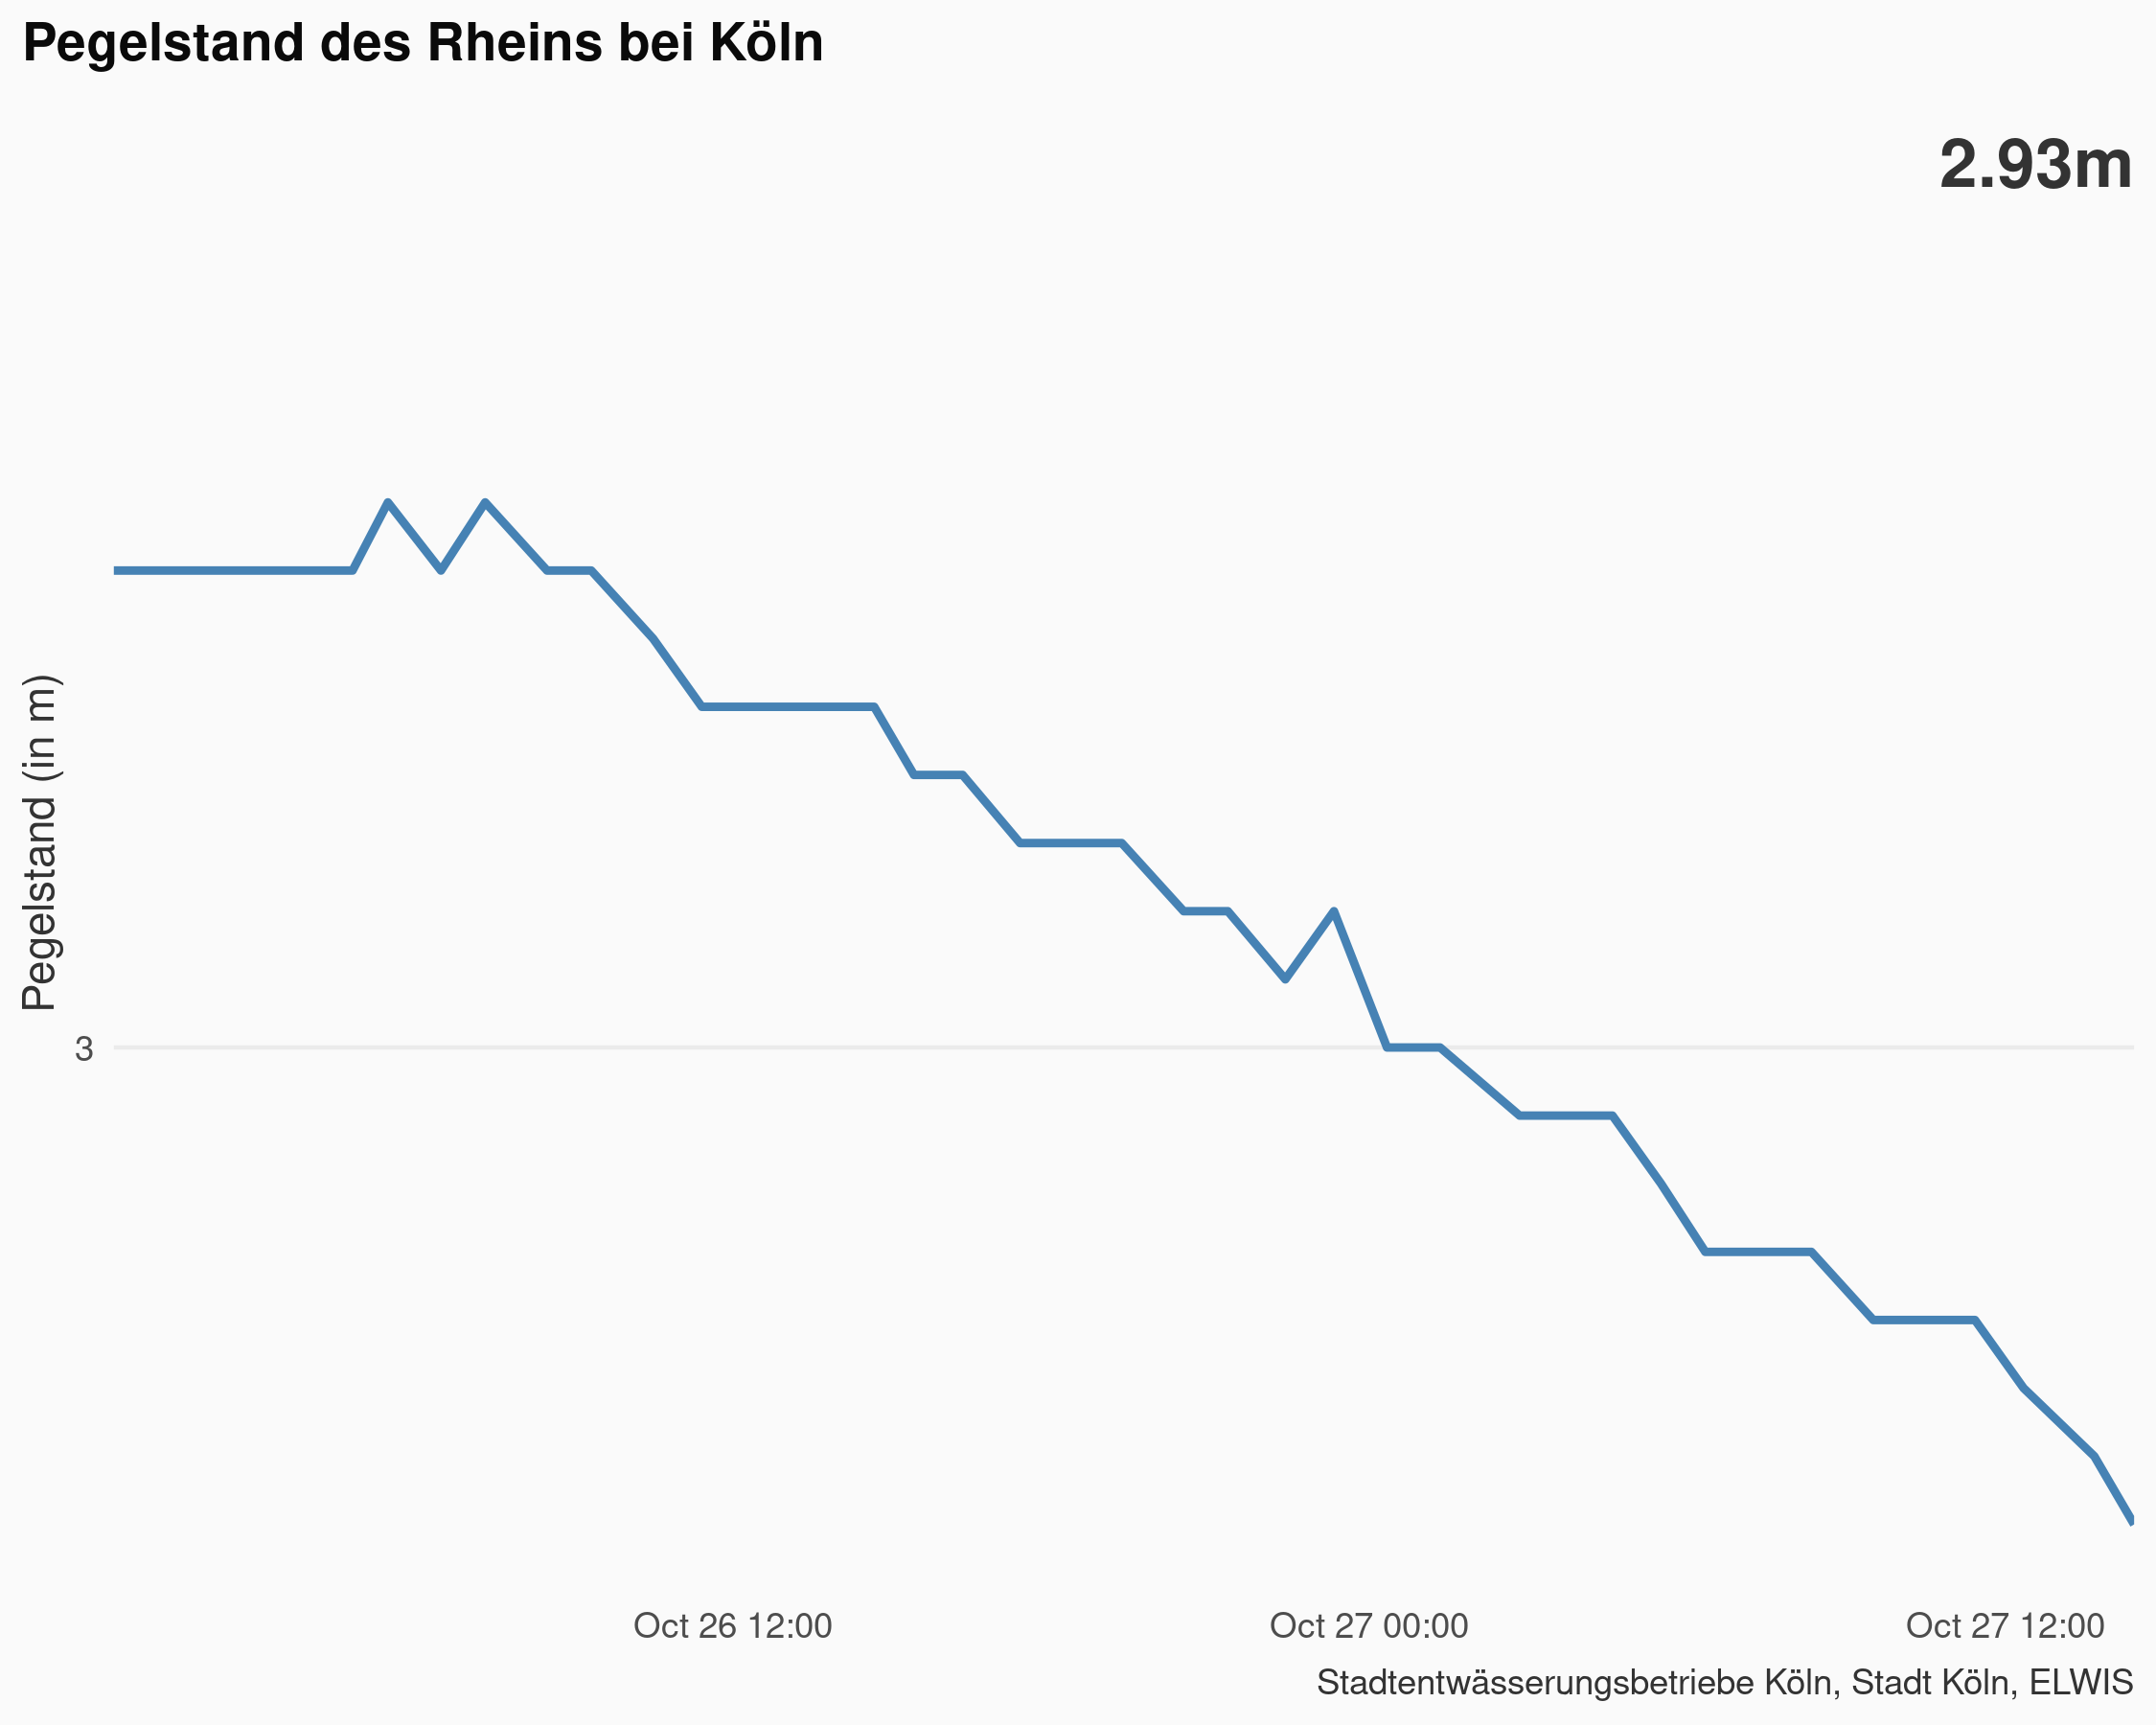 Pegelstand des Rheins bei Köln
2.93m
Pegelstand (in m)
3
Oct 26 12:00
Oct 27 00:00
Oct 27 12:00
Stadtentwässerungsbetriebe Köln, Stadt Köln, ELWIS